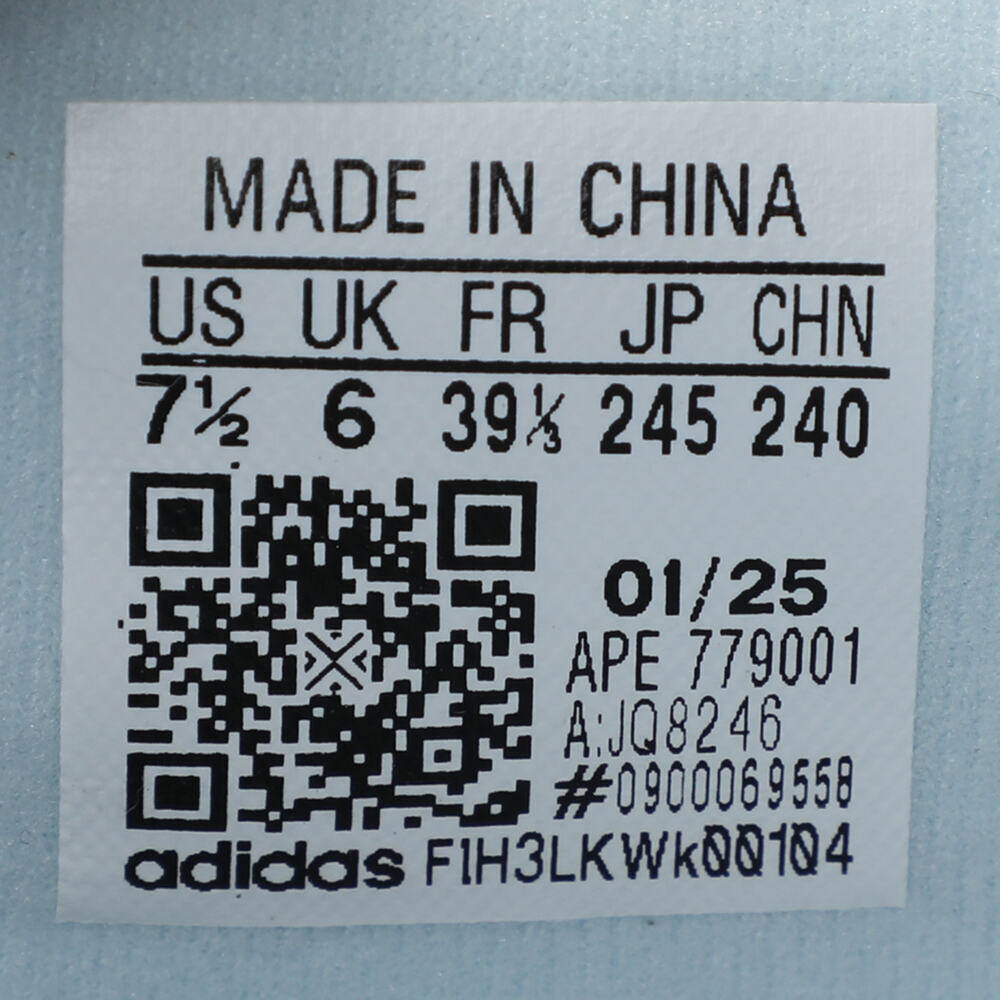 MADE IN CHINA
US UK FR JP CHN
7½ 6 39⅓ 245 240
01/25
APE 779001
A:JQ8246
#0900069558
adidas F1H3LKWk00104